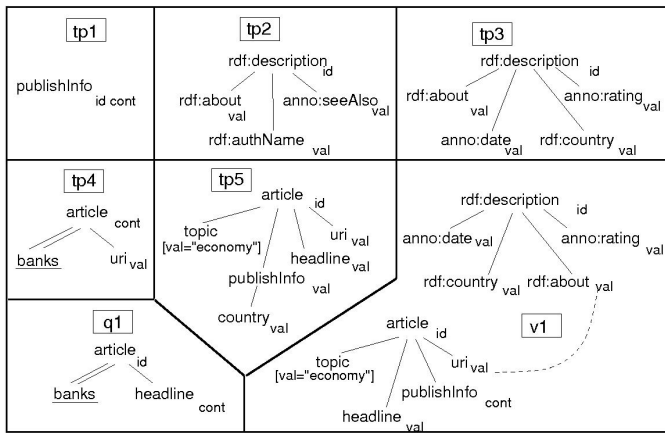 tp1
publishInfo
id cont
tp2
rdf:description
id
rdf:about
val
anno:seeAlso
val
rdf:authName
val
tp3
rdf:description
id
rdf:about
val
anno:rating
val
anno:date
val
rdf:country
val
tp4
article
cont
banks
uri
val
tp5
article
id
topic
[val="economy"]
uri
val
headline
val
publishInfo
val
country
val
rdf:description
id
anno:date
val
anno:rating
val
rdf:country
val
rdf:about
val
v1
article
id
topic
[val="economy"]
uri
val
publishInfo
cont
headline
val
q1
article
id
banks
headline
cont